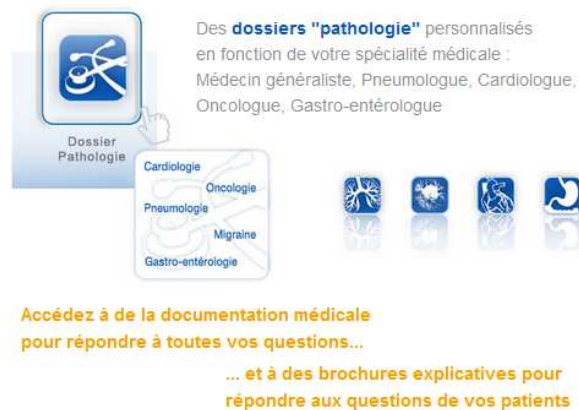 Des dossiers "pathologie" personnalisés
en fonction de votre spécialité médicale :
Médecin généraliste, Pneumologue, Cardiologue,
Oncologue, Gastro-entérologue
Dossier
Pathologie
Cardiologie
Oncologie
Pneumologie
Migraine
Gastro-entérologie
Accédez à de la documentation médicale
pour répondre à toutes vos questions...
... et à des brochures explicatives pour
répondre aux questions de vos patients